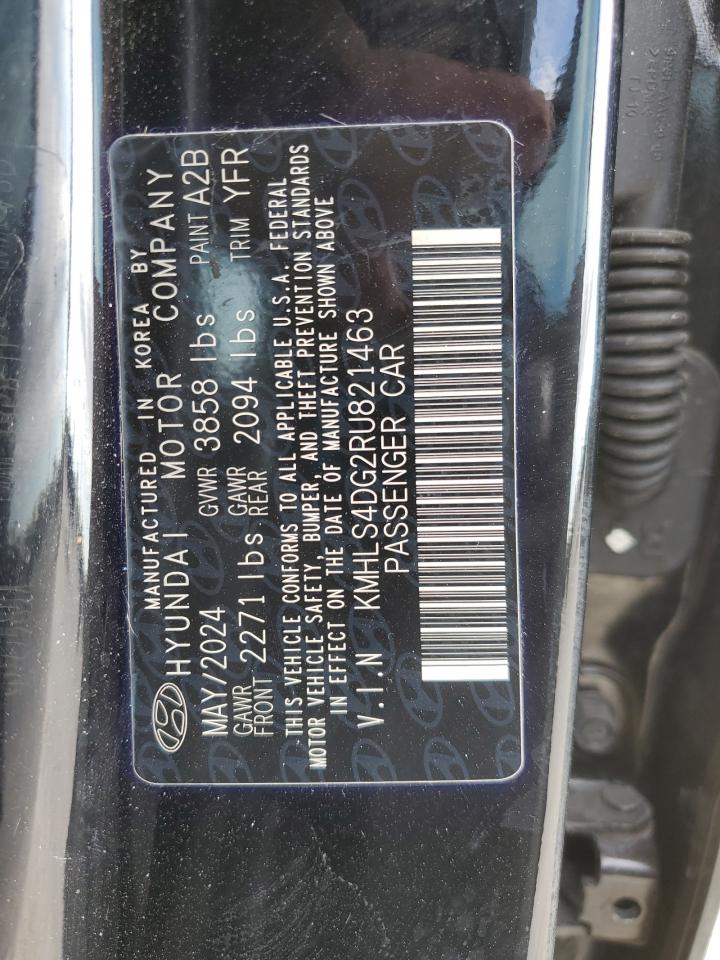 MANUFACTURED IN KOREA BY
HYUNDAI MOTOR COMPANY
MAY/2024 GVWR 3858 lbs PAINT A2B
GAWR FRONT 2271 lbs GAWR REAR 2094 lbs TRIM YFR
THIS VEHICLE CONFORMS TO ALL APPLICABLE U.S.A. FEDERAL
MOTOR VEHICLE SAFETY, BUMPER, AND THEFT PREVENTION STANDARDS
IN EFFECT ON THE DATE OF MANUFACTURE SHOWN ABOVE
V.I.N KMHLS4DG2RU821463
PASSENGER CAR